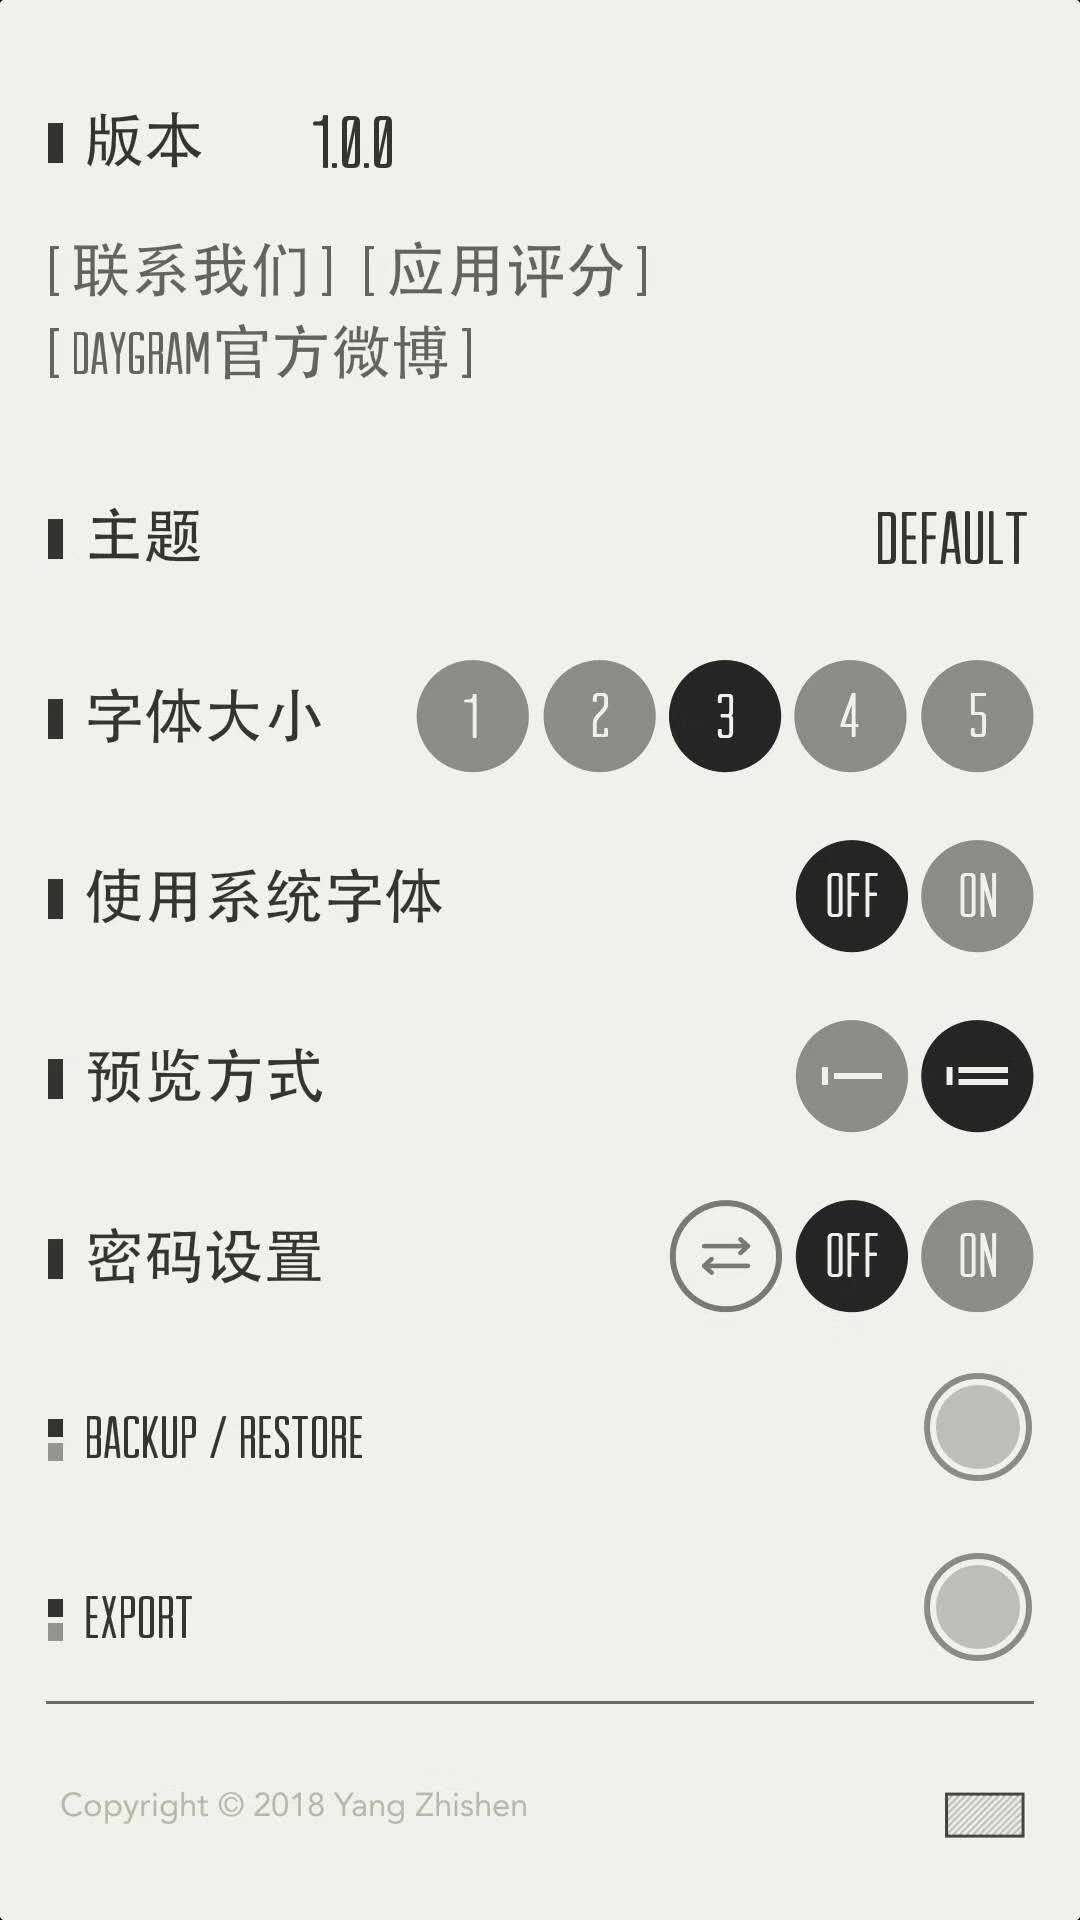 版本 1.0.0
[联系我们] [应用评分]
[DAYGRAM官方微博]
主题 DEFAULT
字体大小 1 2 3 4 5
使用系统字体 OFF ON
预览方式
密码设置 OFF ON
BACKUP / RESTORE
EXPORT
Copyright © 2018 Yang Zhishen